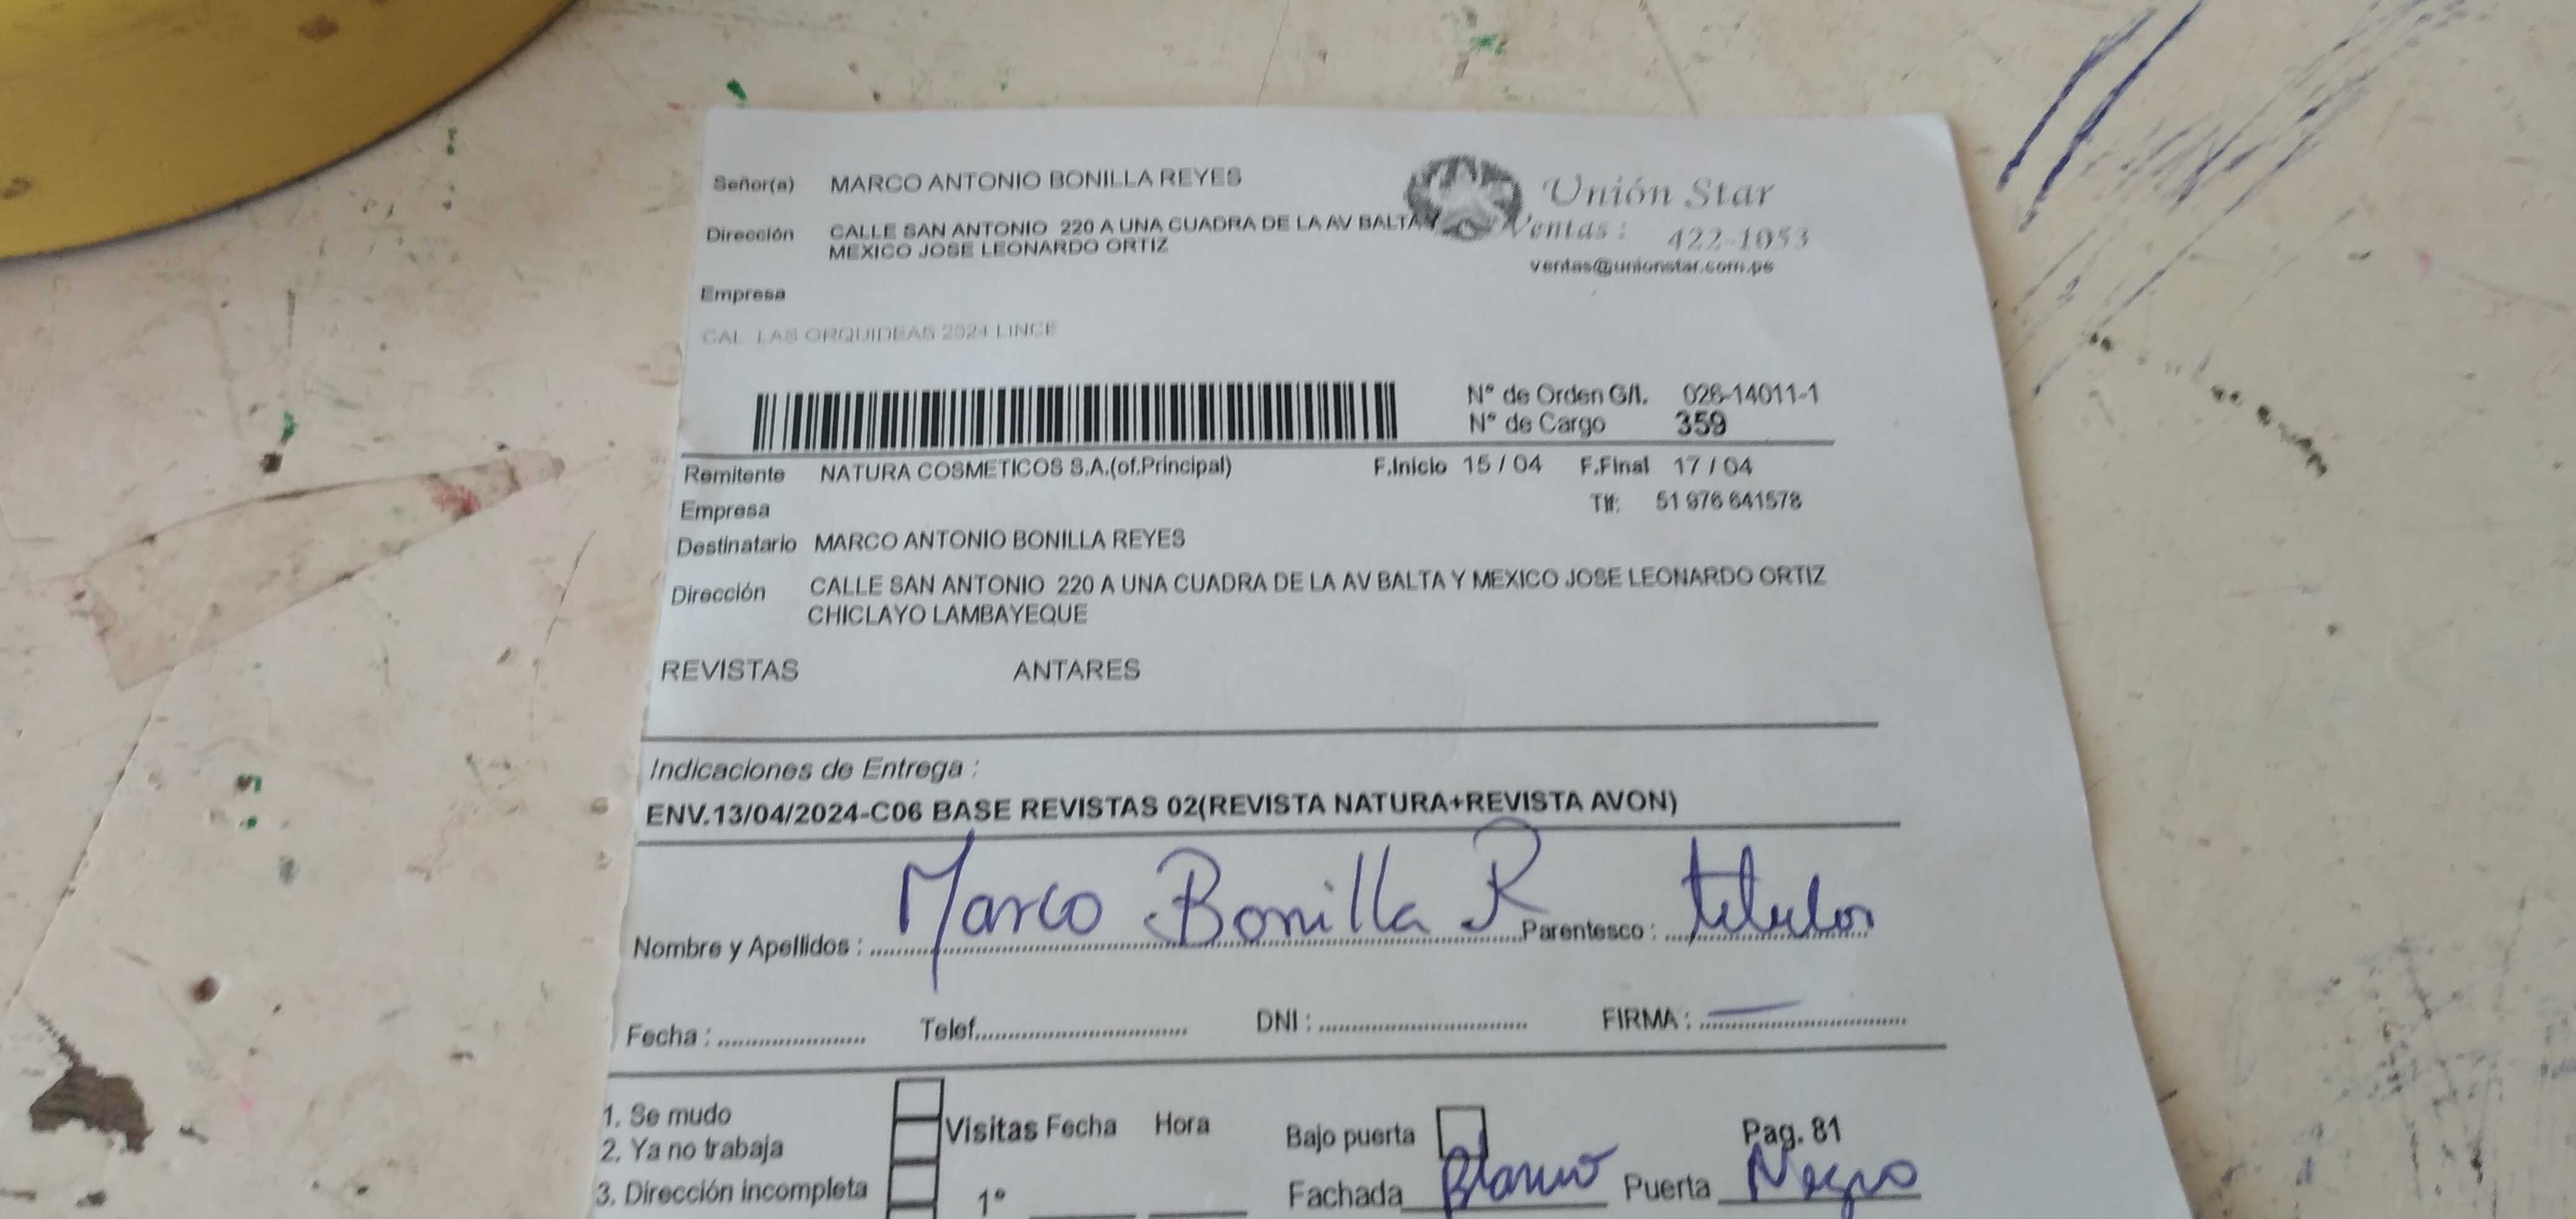 Señor(a) MARCO ANTONIO BONILLA REYES
Unión Star
Dirección CALLE SAN ANTONIO 220 A UNA CUADRA DE LA AV BALTA Y
MEXICO JOSE LEONARDO ORTIZ
Ventas : 422-1053
ventas@unionstar.com.pe
Empresa
CAL. LAS ORQUIDEAS 2624 LINCE
N° de Orden G/I. 026-14011-1
N° de Cargo 359
Remitente NATURA COSMETICOS S.A.(of.Principal) F.Inicio 15 / 04 F.Final 17 / 04
Empresa Tlf: 51 976 641578
Destinatario MARCO ANTONIO BONILLA REYES
Dirección CALLE SAN ANTONIO 220 A UNA CUADRA DE LA AV BALTA Y MEXICO JOSE LEONARDO ORTIZ
CHICLAYO LAMBAYEQUE
REVISTAS ANTARES
Indicaciones de Entrega :
ENV.13/04/2024-C06 BASE REVISTAS 02(REVISTA NATURA+REVISTA AVON)
Nombre y Apellidos : Marco Bonilla R Parentesco : titular
Fecha : Telef. DNI : FIRMA :
1. Se mudo
2. Ya no trabaja
3. Dirección incompleta
Visitas Fecha Hora
1°
Bajo puerta Pag. 81
Fachada Blanco Puerta Negro